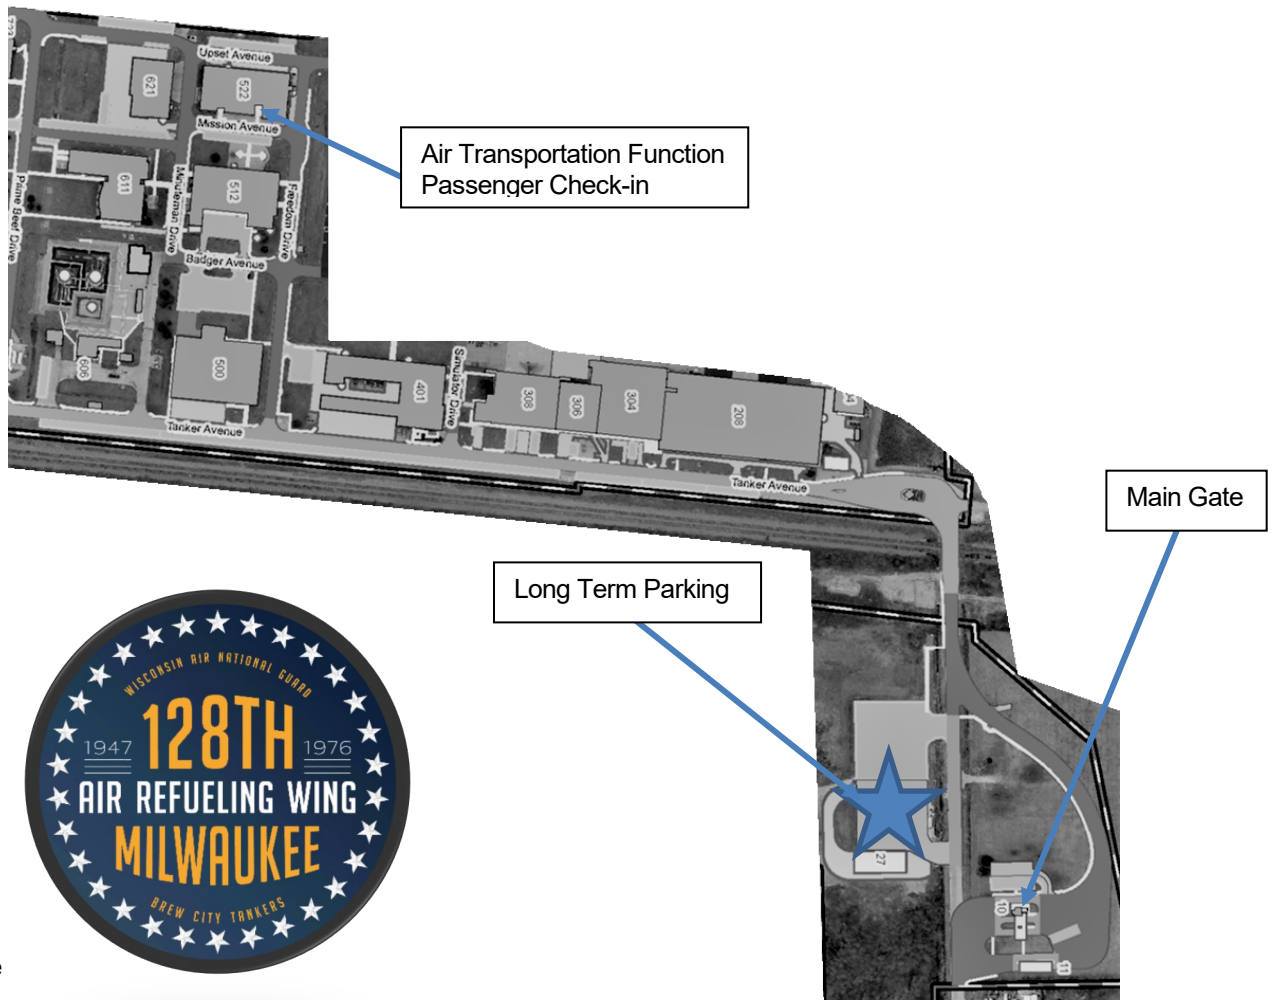 Upset Avenue
621
522
Mission Avenue
Air Transportation Function
Passenger Check-in
611
Minuteman Drive
512
Freedom Drive
Prime Beef Drive
Badger Avenue
606
500
401
Simulator Drive
308
306
304
208
Tanker Avenue
Tanker Avenue
Main Gate
Long Term Parking
27
10
11
WISCONSIN AIR NATIONAL GUARD
128TH
1947 1976
AIR REFUELING WING
MILWAUKEE
BREW CITY TANKERS